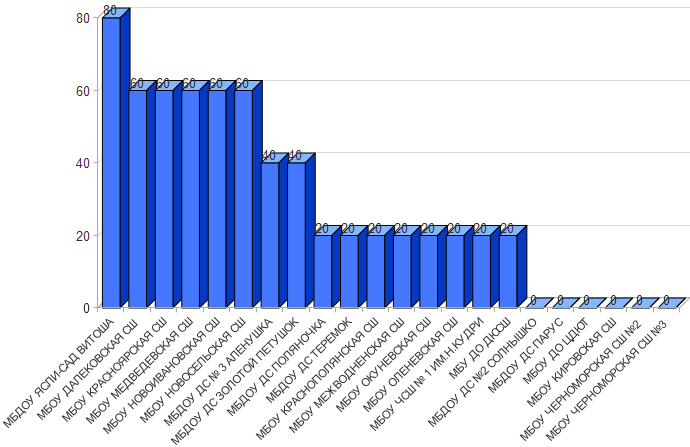 80
60
40
20
0
80
60
60
60
60
60
40
40
20
20
20
20
20
20
20
20
0
0
0
0
0
0
МБДОУ ЯСЛИ-САД ВИТОША
МБОУ ДАЛЕКОВСКАЯ СШ
МБОУ КРАСНОЯРСКАЯ СШ
МБОУ МЕДВЕДЕВСКАЯ СШ
МБОУ НОВОИВАНОВСКАЯ СШ
МБОУ НОВОСЕЛЬСКАЯ СШ
МБДОУ ДС № 3 АЛЕНУШКА
МБДОУ ДС ЗОЛОТОЙ ПЕТУШОК
МБДОУ ДС ПОЛЯНОЧКА
МБДОУ ДС ТЕРЕМОК
МБОУ КРАСНОПОЛЯНСКАЯ СШ
МБОУ МЕЖВОДНЕНСКАЯ СШ
МБОУ ОКУНЕВСКАЯ СШ
МБОУ ОЛЕНЕВСКАЯ СШ
МБОУ ЧСШ № 1 ИМ.Н.КУДРИ
МБУ ДО ДЮСШ
МБДОУ ДС №2 СОЛНЫШКО
МБДОУ ДС ПАРУС
МБОУ ДО ЦДЮТ
МБОУ КИРОВСКАЯ СШ
МБОУ ЧЕРНОМОРСКАЯ СШ №2
МБОУ ЧЕРНОМОРСКАЯ СШ №3